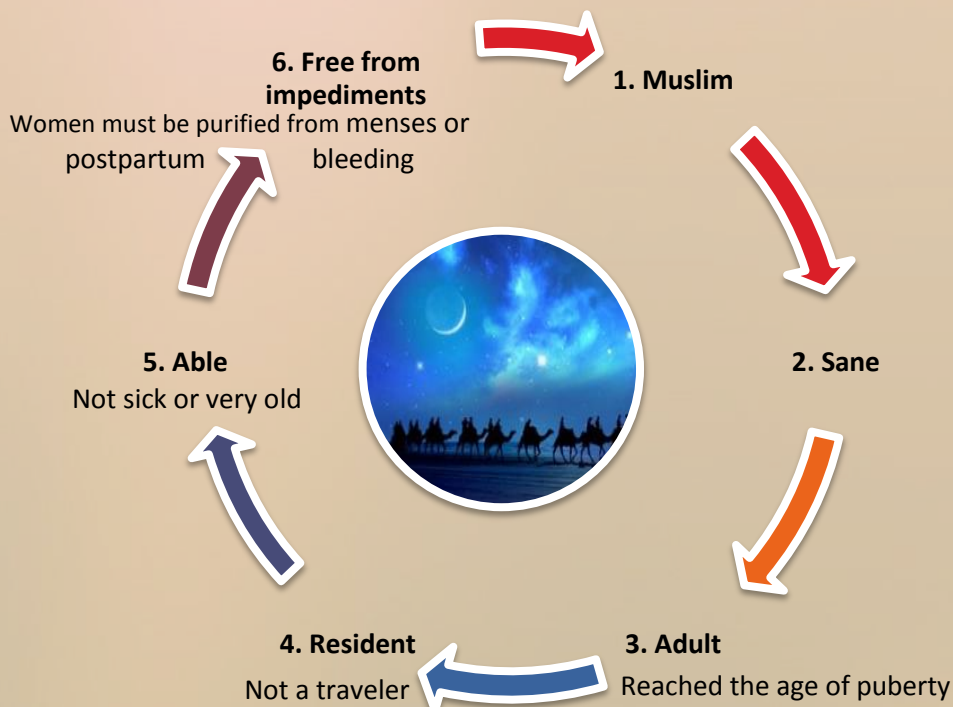 1. Muslim
2. Sane
3. Adult
Reached the age of puberty
4. Resident
Not a traveler
5. Able
Not sick or very old
6. Free from
impediments
Women must be purified from menses or
postpartum bleeding